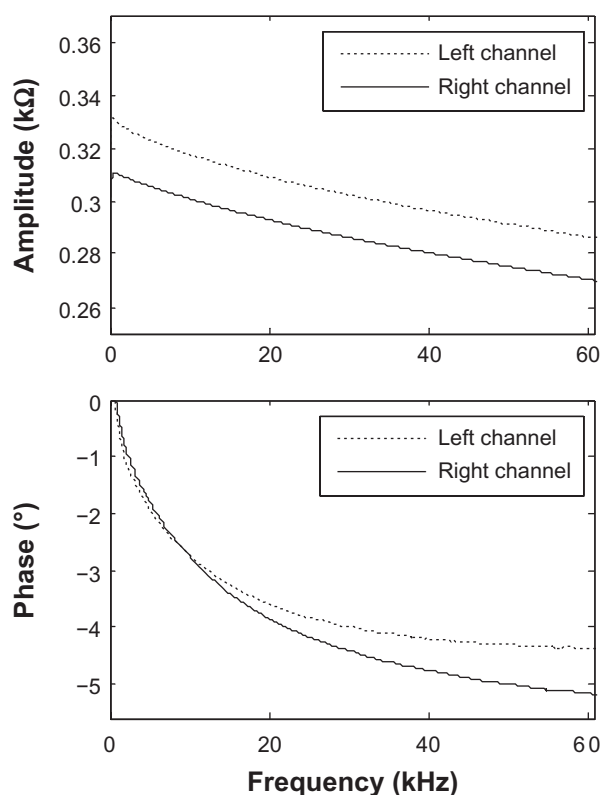 0.36
0.34
0.32
0.3
0.28
0.26
Amplitude (kΩ)
Left channel
Right channel
0 20 40 60
0
−1
−2
−3
−4
−5
Phase (°)
Left channel
Right channel
0 20 40 60
Frequency (kHz)